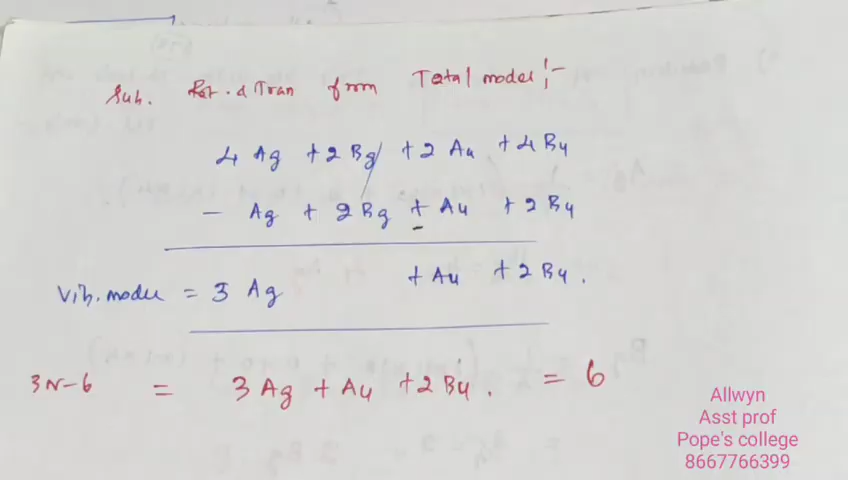 Sub. Rot. & Tran from Total modes :-
4 Ag + 2 Bg + 2 Au + 4 Bu
- Ag + 2 Bg + Au + 2 Bu
Vib. modes = 3 Ag + Au + 2 Bu.
3N-6 = 3 Ag + Au + 2 Bu. = 6
Allwyn
Asst prof
Pope's college
8667766399